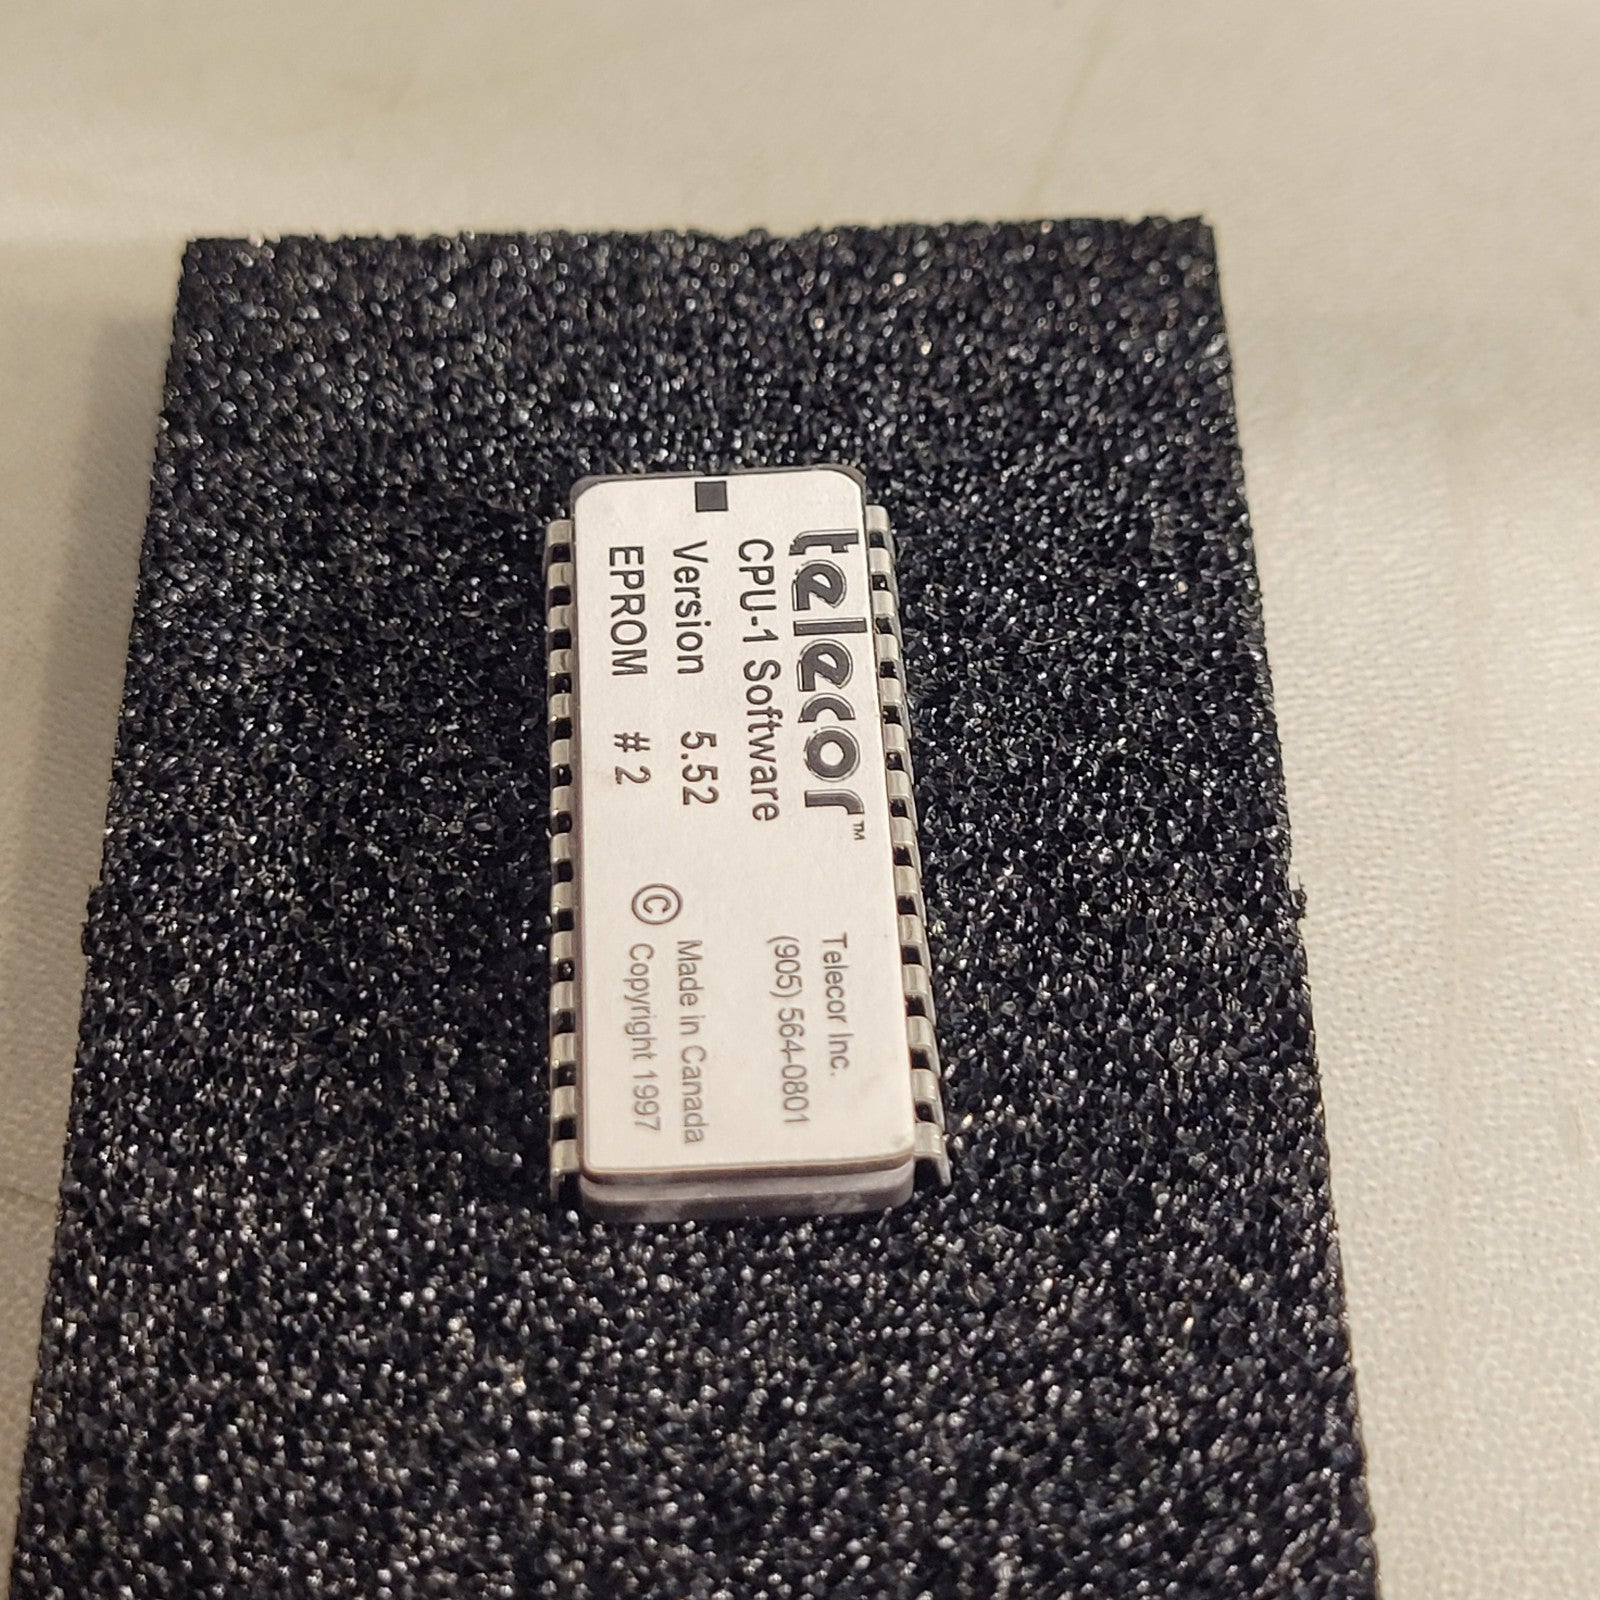 telecor™
CPU-1 Software
Version 5.52
EPROM # 2
Telecor Inc.
(905) 564-0801
Made in Canada
© Copyright 1997